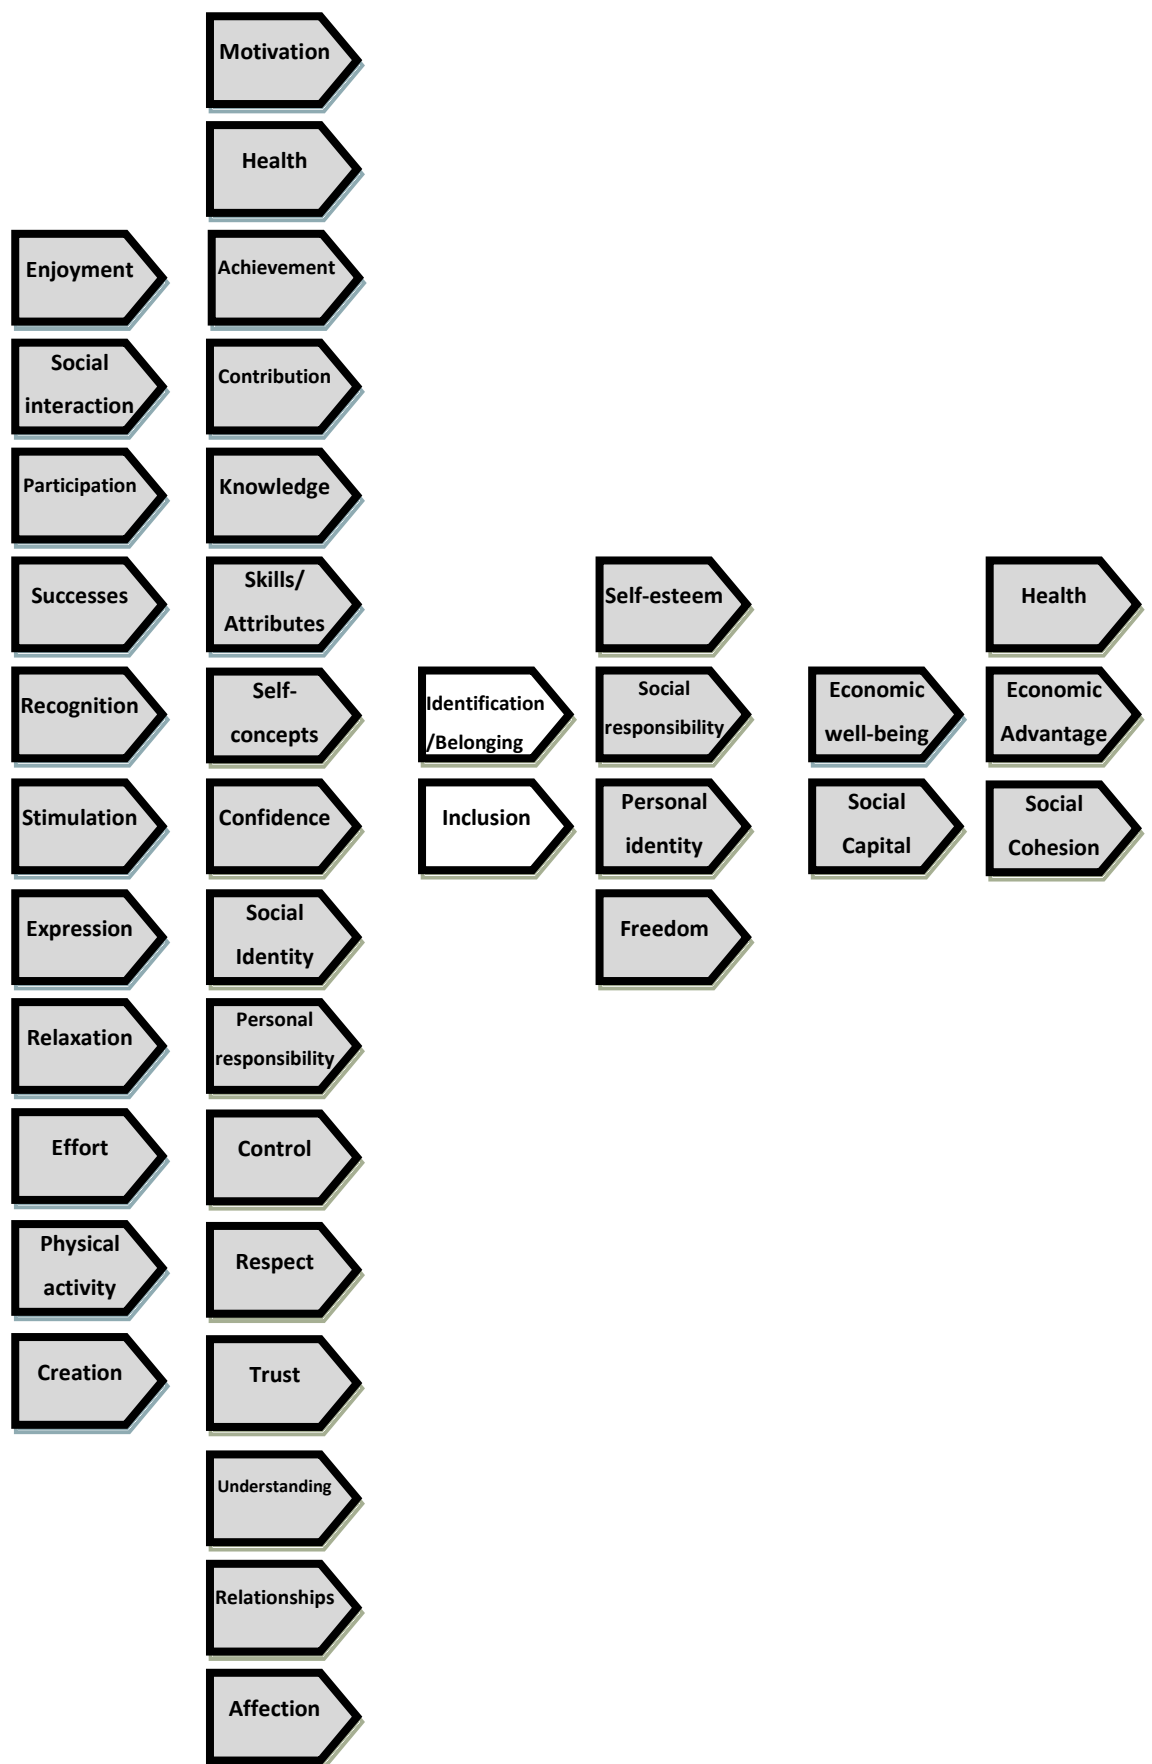 Enjoyment
Social
interaction
Participation
Successes
Recognition
Stimulation
Expression
Relaxation
Effort
Physical
activity
Creation
Motivation
Health
Achievement
Contribution
Knowledge
Skills/
Attributes
Self-
concepts
Confidence
Social
Identity
Personal
responsibility
Control
Respect
Trust
Understanding
Relationships
Affection
Identification
/Belonging
Inclusion
Self-esteem
Social
responsibility
Personal
identity
Freedom
Economic
well-being
Social
Capital
Health
Economic
Advantage
Social
Cohesion